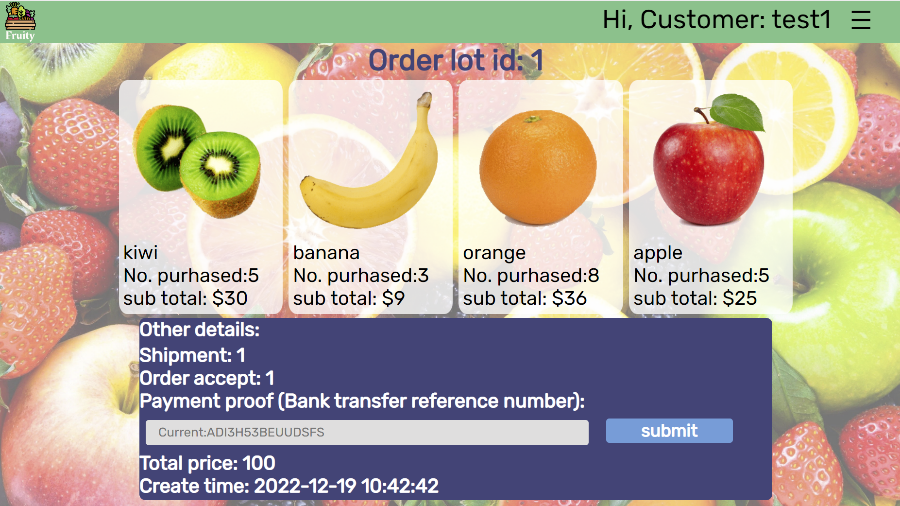 Fruity
Hi, Customer: test1
Order lot id: 1
kiwi
No. purhased:5
sub total: $30
banana
No. purhased:3
sub total: $9
orange
No. purhased:8
sub total: $36
apple
No. purhased:5
sub total: $25
Other details:
Shipment: 1
Order accept: 1
Payment proof (Bank transfer reference number):
Current:ADI3H53BEUUDSFS
submit
Total price: 100
Create time: 2022-12-19 10:42:42